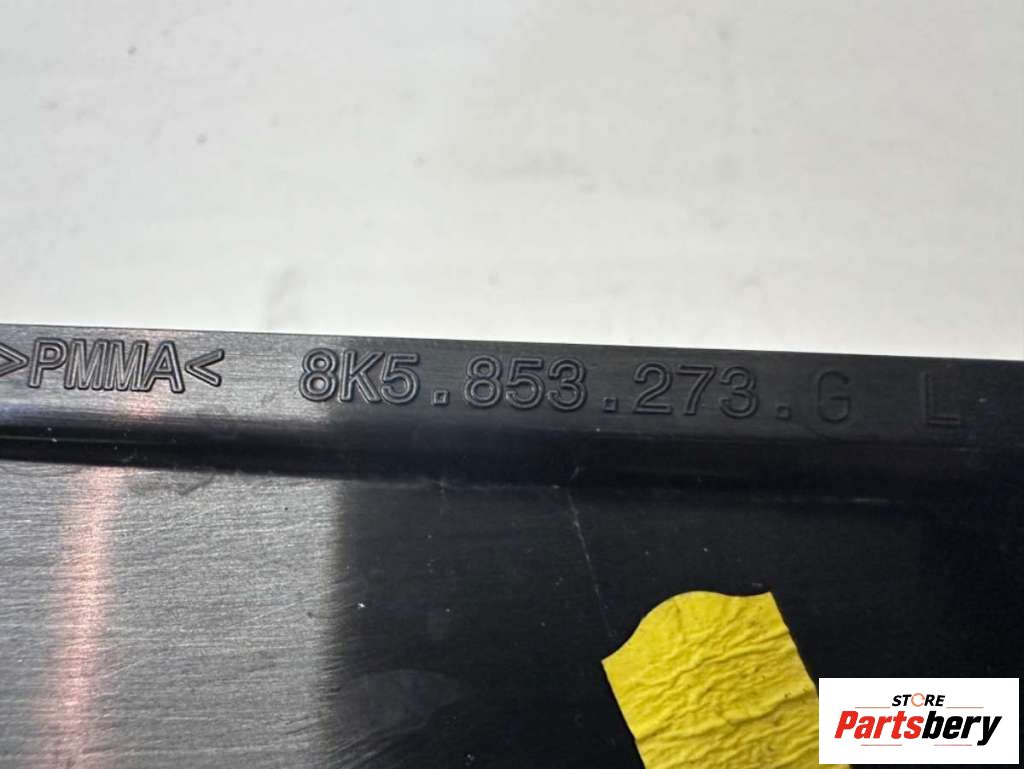 >PMMA< 8K5.853.273.G L
STORE
Partsbery